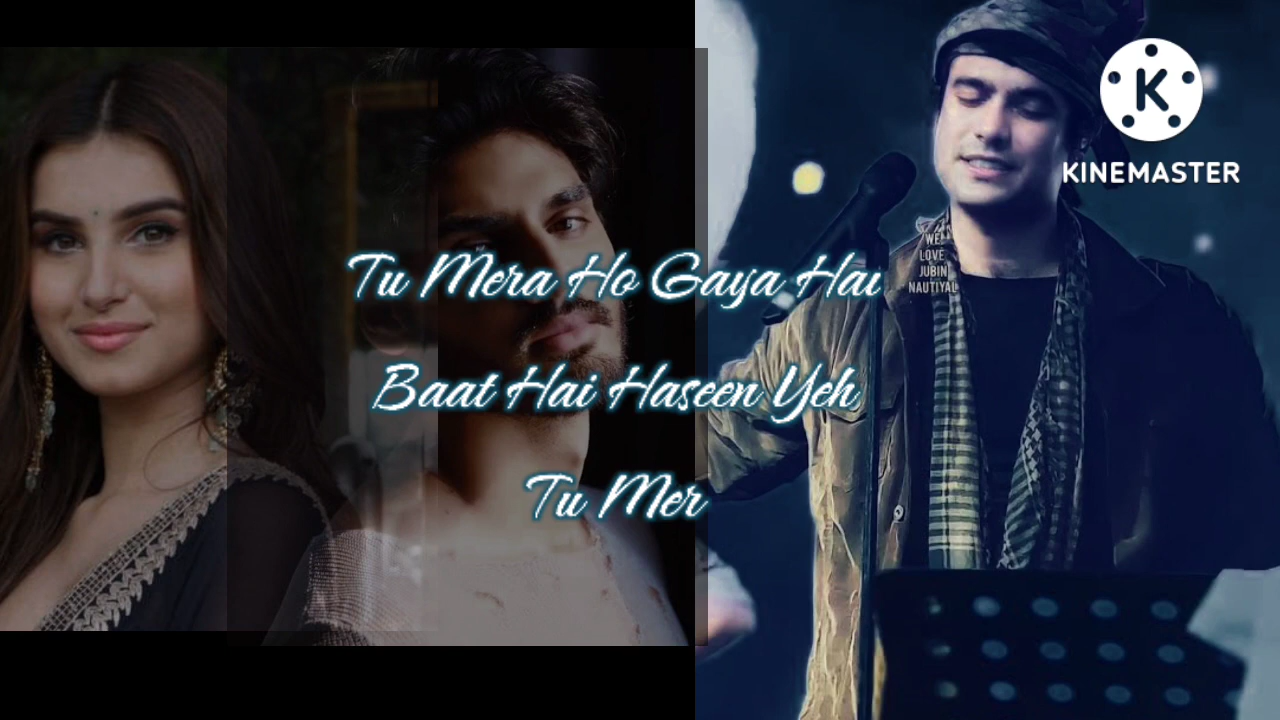 K
KINEMASTER
WE
LOVE
JUBIN
NAUTIYAL
Tu Mera Ho Gaya Hai
Baat Hai Haseen Yeh
Tu Mer